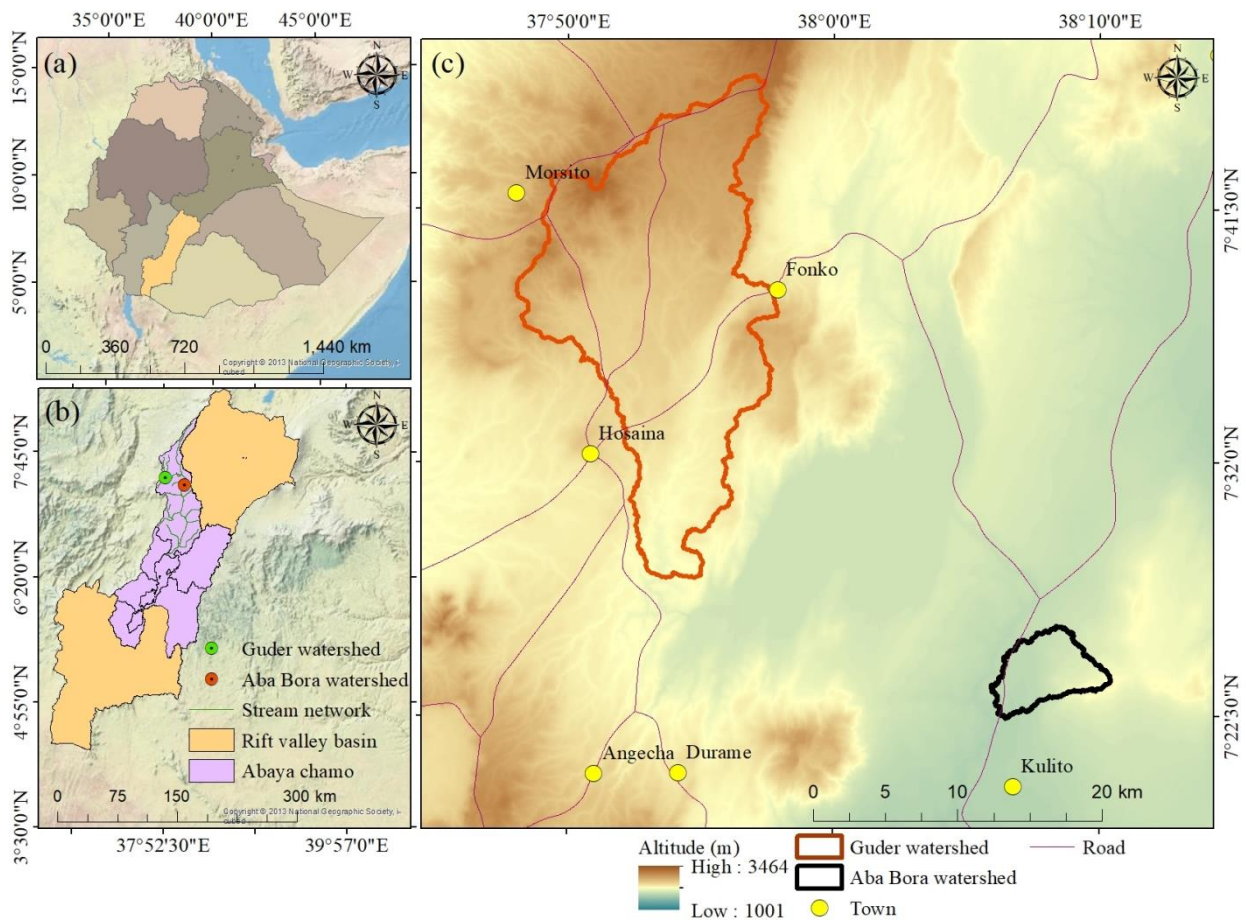 35°0'0"E 40°0'0"E 45°0'0"E
37°50'E 38°0'E 38°10'E
15°0'0"N
10°0'0"N
5°0'0"N
(a)
N
W E
S
0 360 720 1,440 km
Copyright © 2013 National Geographic Society, i-cubed
(b)
N
W E
S
7°45'N
6°20'0"N
4°55'0"N
3°30'0"N
Guder watershed
Aba Bora watershed
Stream network
Rift valley basin
Abaya chamo
0 75 150 300 km
Copyright © 2013 National Geographic Society, i-cubed
37°52'30"E 39°57'0"E
(c)
N
W E
S
Morsito
Fonko
Hosaina
Angecha
Durame
Kulito
7°41'30"N
7°32'0"N
7°22'30"N
0 5 10 20 km
Altitude (m)
High : 3464
Low : 1001
Guder watershed
Aba Bora watershed
Town
Road